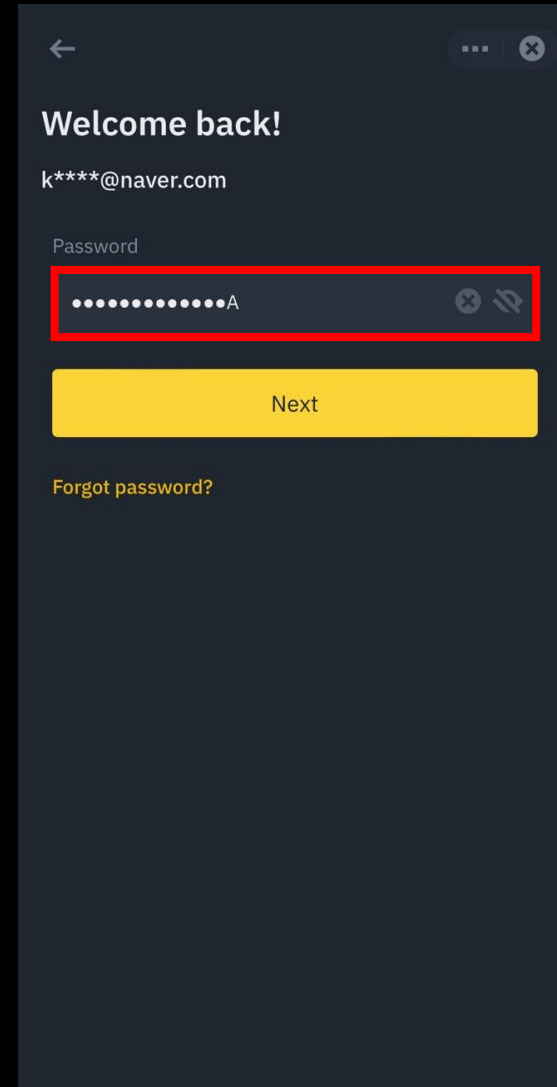 Welcome back!
k****@naver.com
Password
●●●●●●●●●●●●●A
Next
Forgot password?